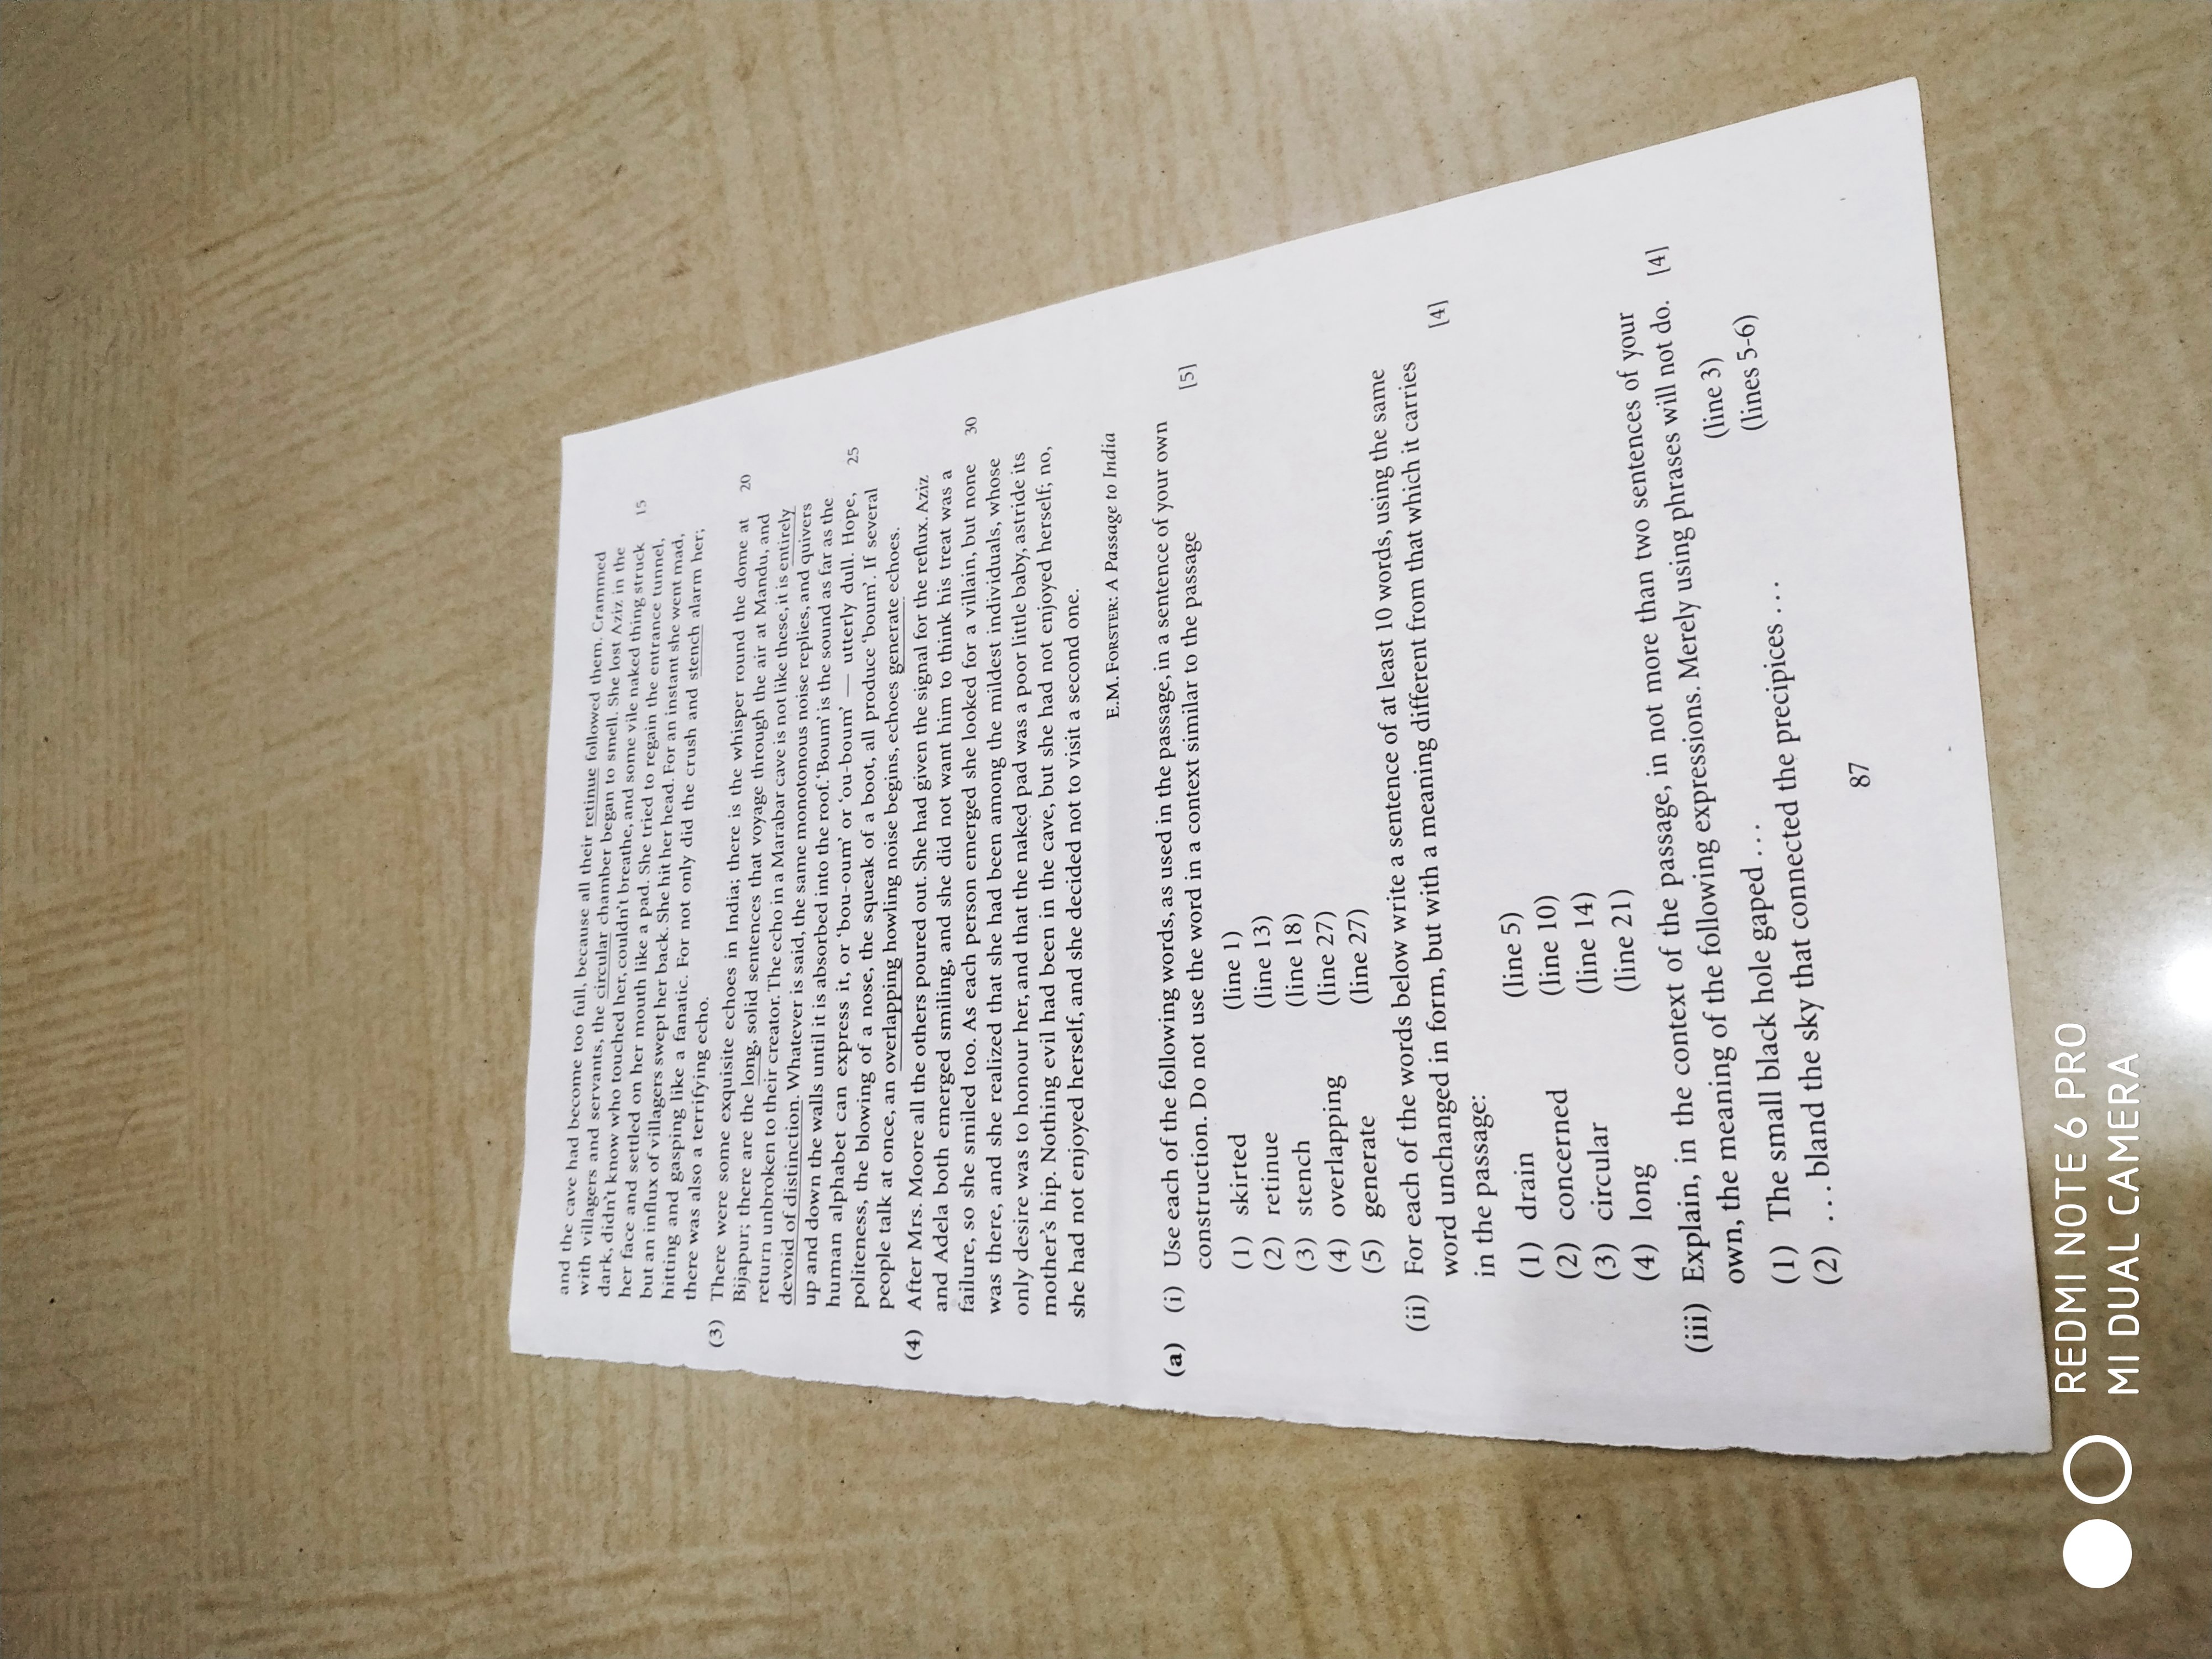 and the cave had become too full, because all their retinue followed them. Crammed
with villagers and servants, the circular chamber began to smell. She lost Aziz in the
dark, didn't know who touched her, couldn't breathe, and some vile naked thing struck
her face and settled on her mouth like a pad. She tried to regain the entrance tunnel, 15
but an influx of villagers swept her back. She hit her head. For an instant she went mad,
hitting and gasping like a fanatic. For not only did the crush and stench alarm her;
there was also a terrifying echo.
(3) There were some exquisite echoes in India; there is the whisper round the dome at 20
Bijapur; there are the long, solid sentences that voyage through the air at Mandu, and
return unbroken to their creator. The echo in a Marabar cave is not like these, it is entirely
devoid of distinction. Whatever is said, the same monotonous noise replies, and quivers
up and down the walls until it is absorbed into the roof. 'Boum' is the sound as far as the
human alphabet can express it, or 'bou-oum' or 'ou-boum' — utterly dull. Hope, 25
politeness, the blowing of a nose, the squeak of a boot, all produce 'boum'. If several
people talk at once, an overlapping howling noise begins, echoes generate echoes.
(4) After Mrs. Moore all the others poured out. She had given the signal for the reflux. Aziz
and Adela both emerged smiling, and she did not want him to think his treat was a
failure, so she smiled too. As each person emerged she looked for a villain, but none 30
was there, and she realized that she had been among the mildest individuals, whose
only desire was to honour her, and that the naked pad was a poor little baby, astride its
mother's hip. Nothing evil had been in the cave, but she had not enjoyed herself; no,
she had not enjoyed herself, and she decided not to visit a second one.
E.M. FORSTER: A Passage to India
(a) (i) Use each of the following words, as used in the passage, in a sentence of your own
construction. Do not use the word in a context similar to the passage [5]
(1) skirted (line 1)
(2) retinue (line 13)
(3) stench (line 18)
(4) overlapping (line 27)
(5) generate (line 27)
(ii) For each of the words below write a sentence of at least 10 words, using the same
word unchanged in form, but with a meaning different from that which it carries
in the passage: [4]
(1) drain (line 5)
(2) concerned (line 10)
(3) circular (line 14)
(4) long (line 21)
(iii) Explain, in the context of the passage, in not more than two sentences of your
own, the meaning of the following expressions. Merely using phrases will not do. [4]
(1) The small black hole gaped ... (line 3)
(2) ... bland the sky that connected the precipices ... (lines 5-6)
87
REDMI NOTE 6 PRO
MI DUAL CAMERA